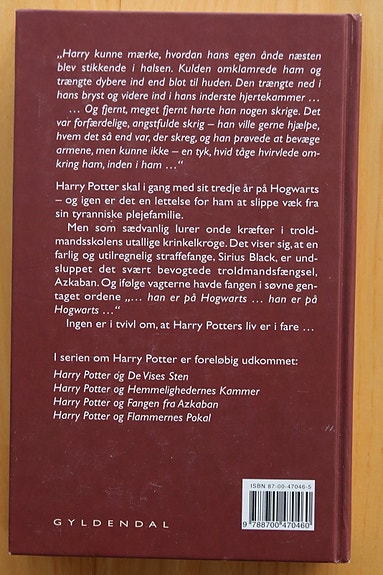 „Harry kunne mærke, hvordan hans egen ånde næsten
blev stikkende i halsen. Kulden omklamrede ham og
trængte dybere ind end blot til huden. Den trængte ned i
hans bryst og videre ind i hans inderste hjertekammer …
… Og fjernt, meget fjernt hørte han nogen skrige. Det
var forfærdelige, angstfulde skrig – han ville gerne hjælpe,
hvem det så end var, der skreg, og han prøvede at bevæge
armene, men kunne ikke – en tyk, hvid tåge hvirvlede om-
kring ham, inden i ham …“
Harry Potter skal i gang med sit tredje år på Hogwarts
– og igen er det en lettelse for ham at slippe væk fra
sin tyranniske plejefamilie.
Men som sædvanlig lurer onde kræfter i trold-
mandsskolens utallige krinkelkroge. Det viser sig, at en
farlig og utilregnelig straffefange, Sirius Black, er und-
sluppet det svært bevogtede troldmandsfængsel,
Azkaban. Og ifølge vagterne havde fangen i søvne gen-
taget ordene „… han er på Hogwarts … han er på
Hogwarts …“
Ingen er i tvivl om, at Harry Potters liv er i fare …
I serien om Harry Potter er foreløbig udkommet:
Harry Potter og De Vises Sten
Harry Potter og Hemmelighedernes Kammer
Harry Potter og Fangen fra Azkaban
Harry Potter og Flammernes Pokal
ISBN 87-00-47046-5
9 788700 470460
GYLDENDAL